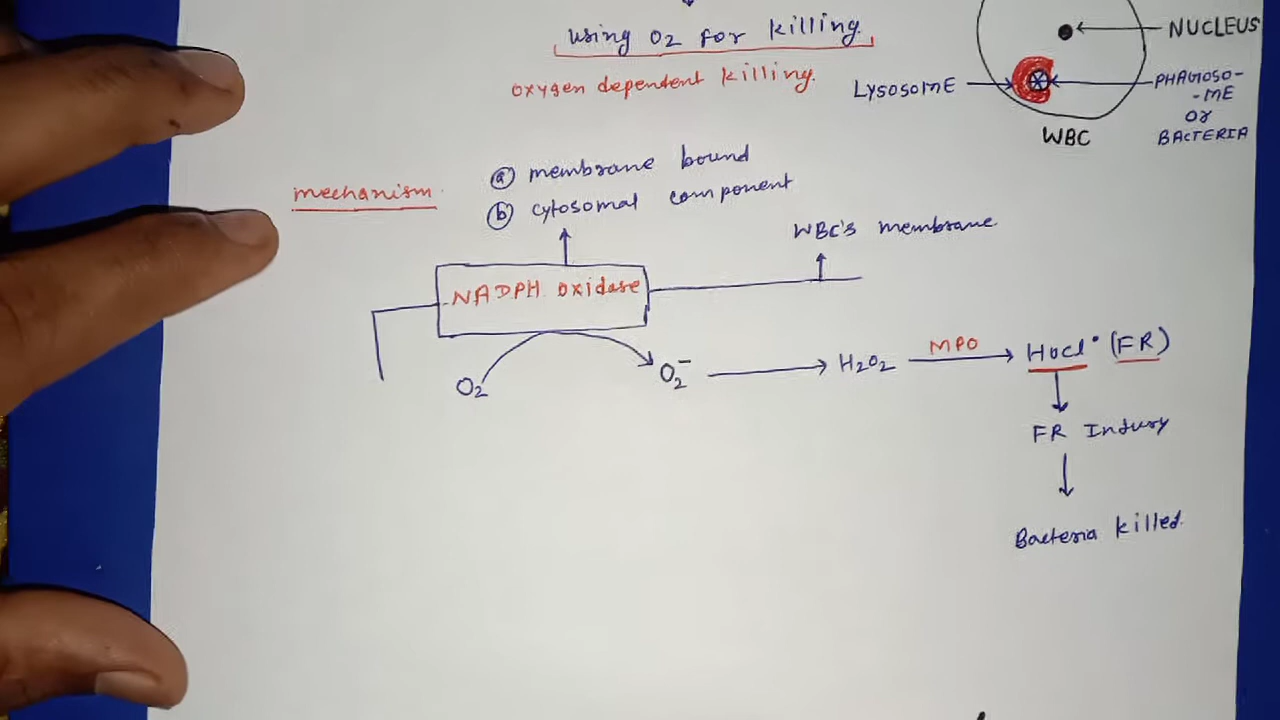 using O2 for killing
oxygen dependent killing.
NUCLEUS
LYSOSOME
PHAGOSO-
-ME
OR
BACTERIA
WBC
mechanism
(a) membrane bound
(b) cytosomal component
WBC's membrane
NADPH oxidase
O2
O2-
H2O2
MPO
HOCl• (FR)
FR Indury
Bacteria killed.